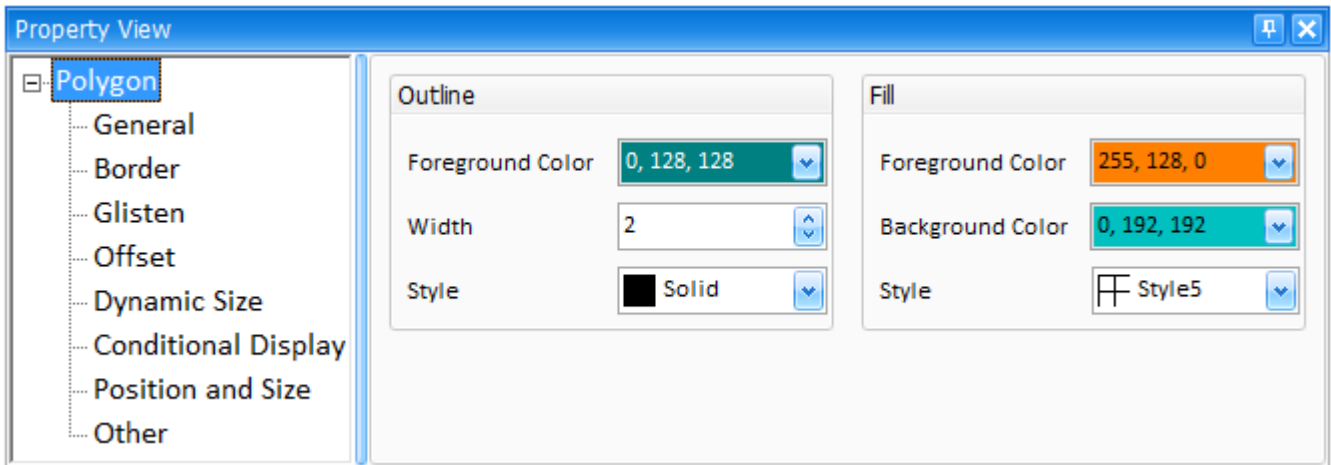 Property View
Polygon
General
Border
Glisten
Offset
Dynamic Size
Conditional Display
Position and Size
Other
Outline
Foreground Color 0, 128, 128
Width 2
Style Solid
Fill
Foreground Color 255, 128, 0
Background Color 0, 192, 192
Style Style5